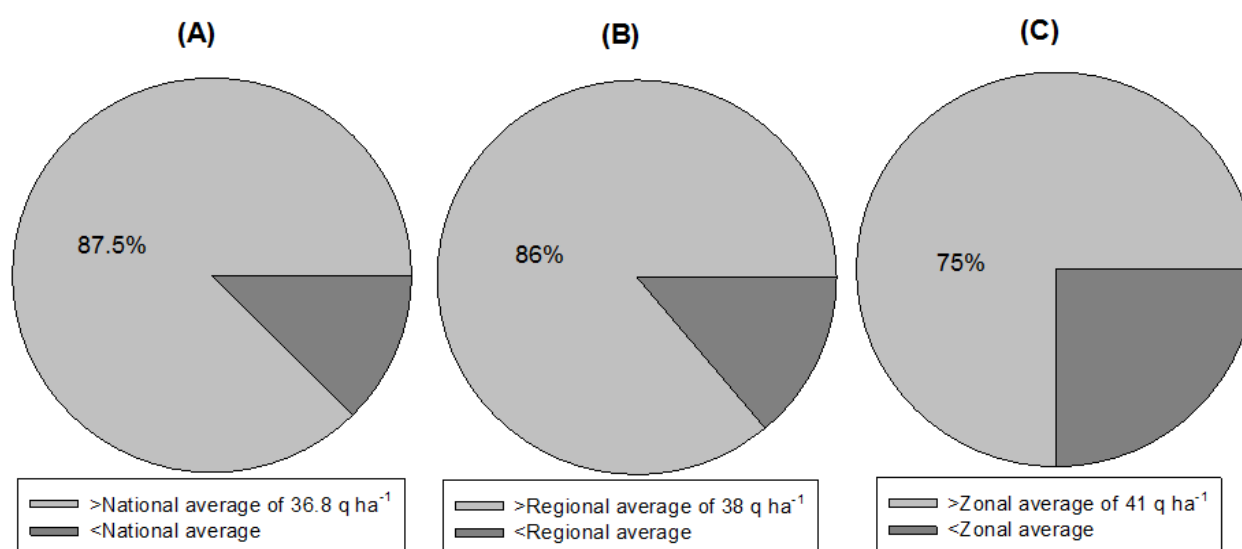 (A)
87.5%
>National average of 36.8 q ha⁻¹
<National average
(B)
86%
>Regional average of 38 q ha⁻¹
<Regional average
(C)
75%
>Zonal average of 41 q ha⁻¹
<Zonal average